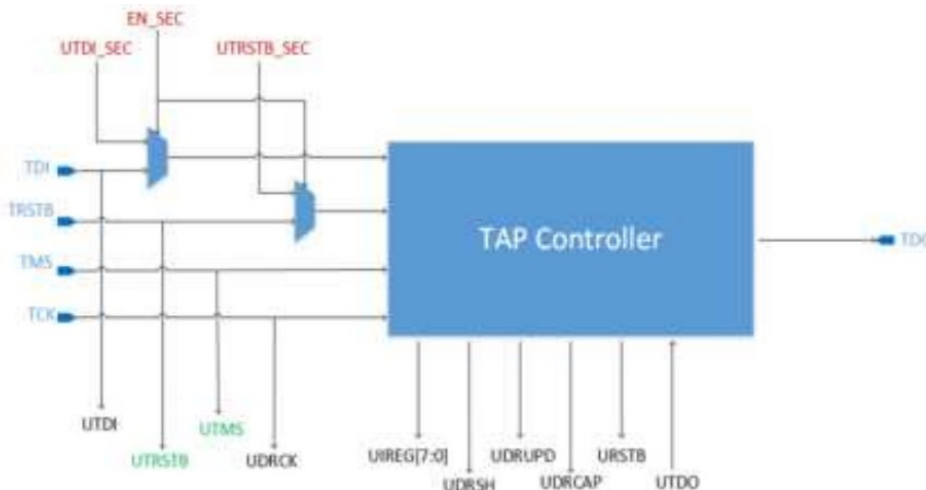 EN_SEC
UTDI_SEC
UTRSTB_SEC
TDI
TRSTB
TAP Controller
TMS
TCK
UTDI
UTMS
UTRSTB
UDRCK
UIREG[7:0]
UDRUPD
URSTB
UDRSH
UDRCAP
UTDO